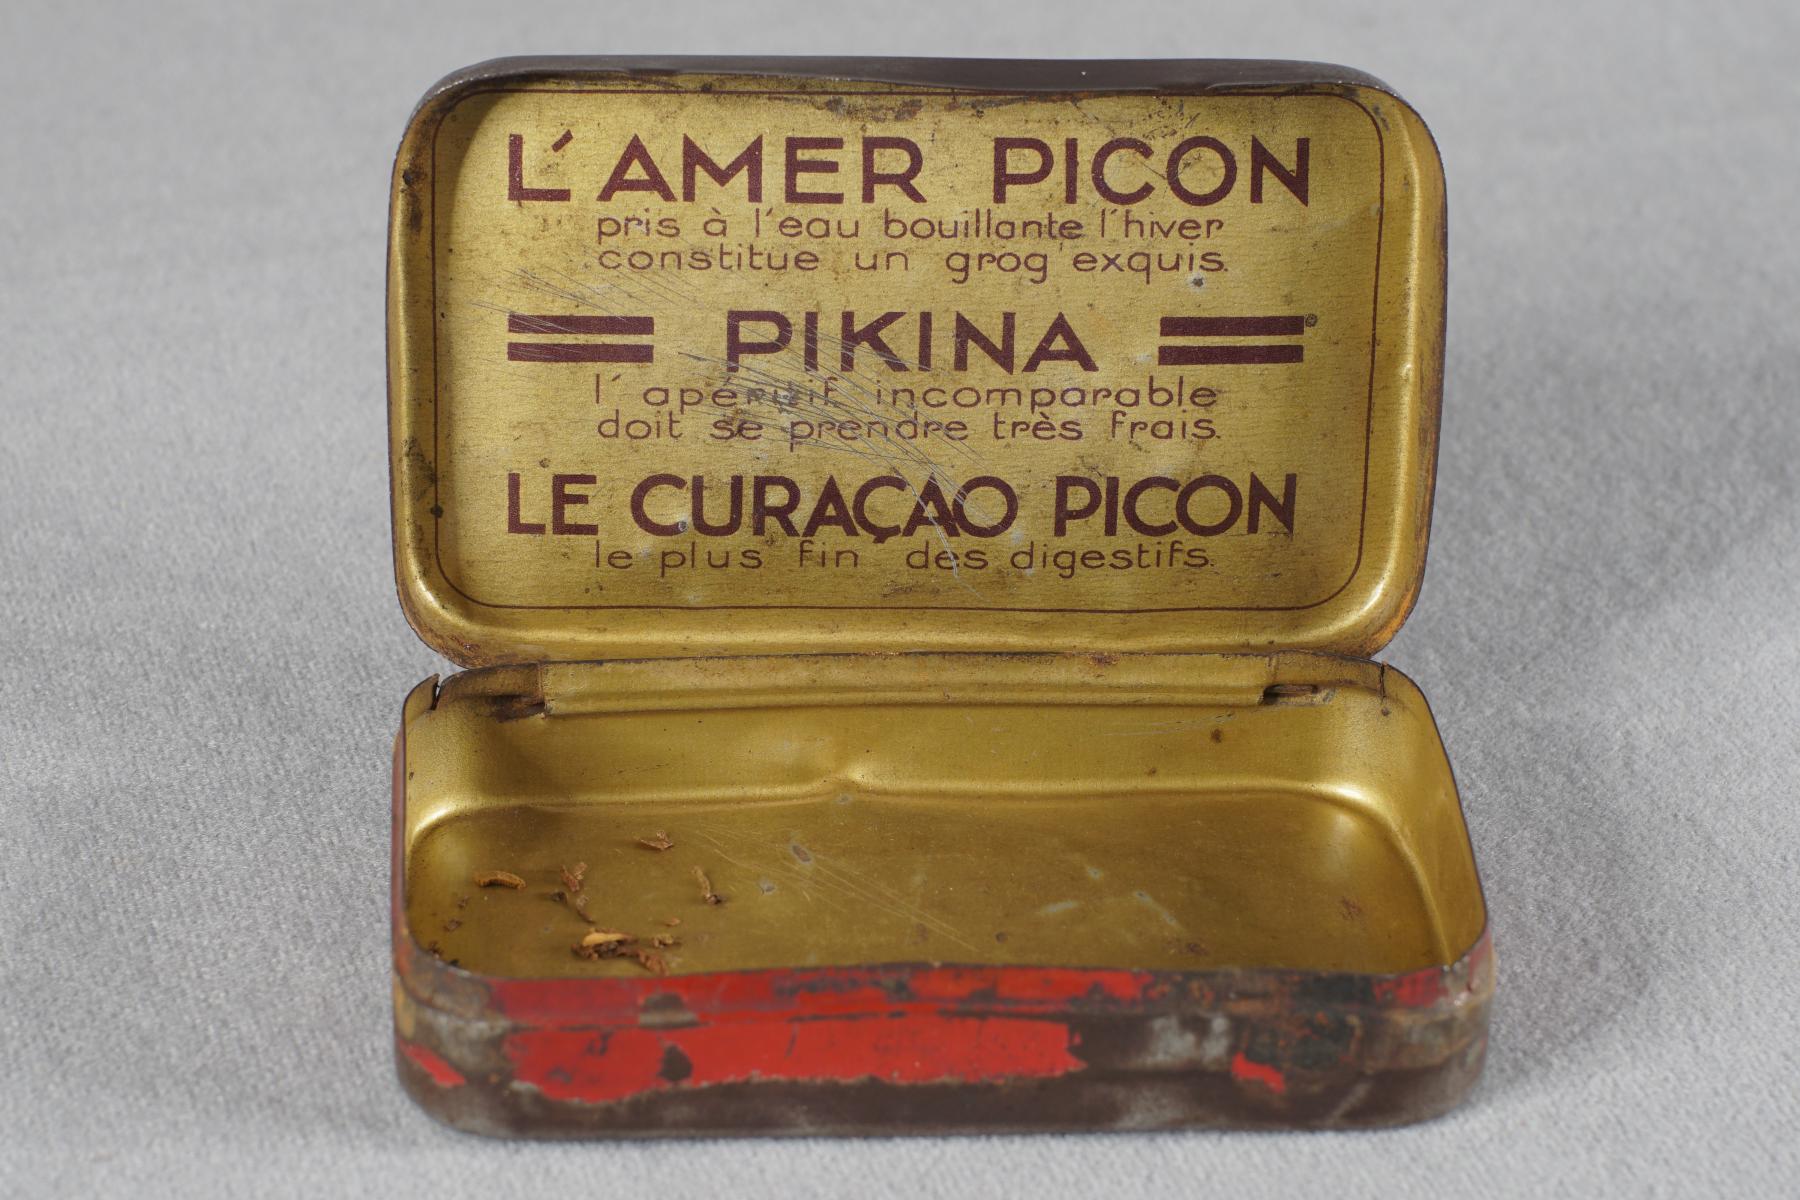 L'AMER PICON
pris à l'eau bouillante l'hiver
constitue un grog exquis.
PIKINA
l'apéritif incomparable
doit se prendre très frais.
LE CURAÇAO PICON
le plus fin des digestifs.